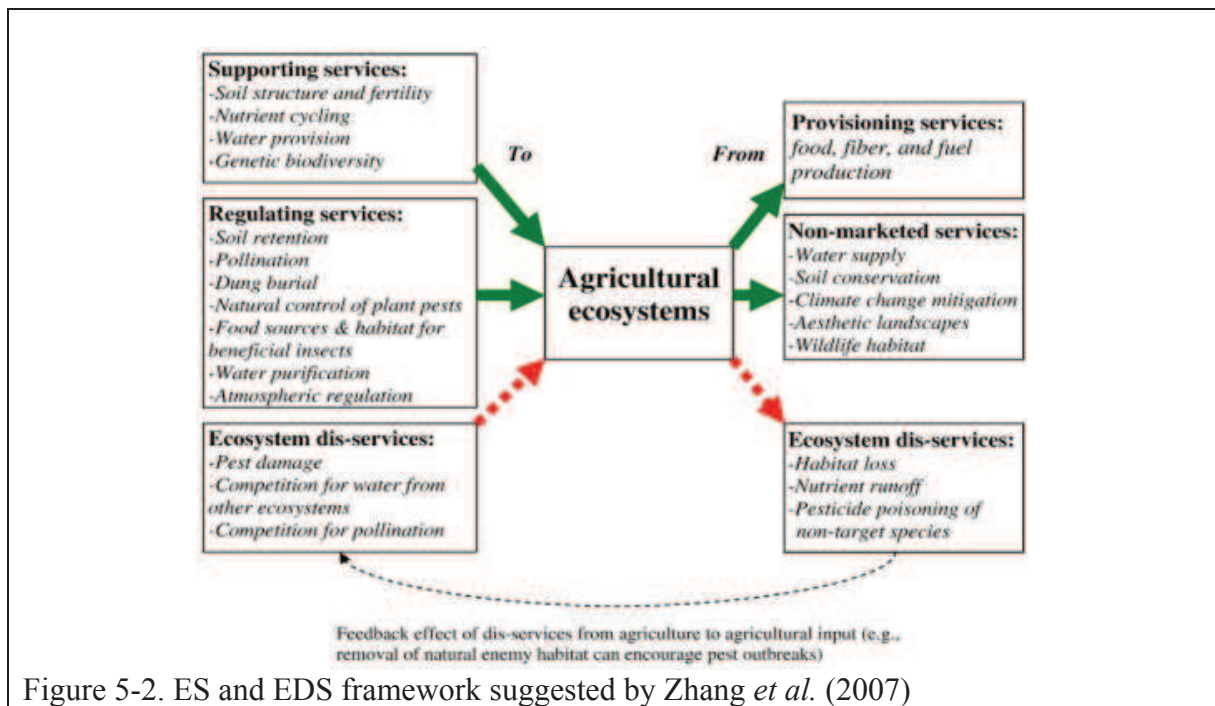 Supporting services:
-Soil structure and fertility
-Nutrient cycling
-Water provision
-Genetic biodiversity
Regulating services:
-Soil retention
-Pollination
-Dung burial
-Natural control of plant pests
-Food sources & habitat for
beneficial insects
-Water purification
-Atmospheric regulation
Ecosystem dis-services:
-Pest damage
-Competition for water from
other ecosystems
-Competition for pollination
To
From
Agricultural
ecosystems
Provisioning services:
food, fiber, and fuel
production
Non-marketed services:
-Water supply
-Soil conservation
-Climate change mitigation
-Aesthetic landscapes
-Wildlife habitat
Ecosystem dis-services:
-Habitat loss
-Nutrient runoff
-Pesticide poisoning of
non-target species
Feedback effect of dis-services from agriculture to agricultural input (e.g.,
removal of natural enemy habitat can encourage pest outbreaks)
Figure 5-2. ES and EDS framework suggested by Zhang et al. (2007)